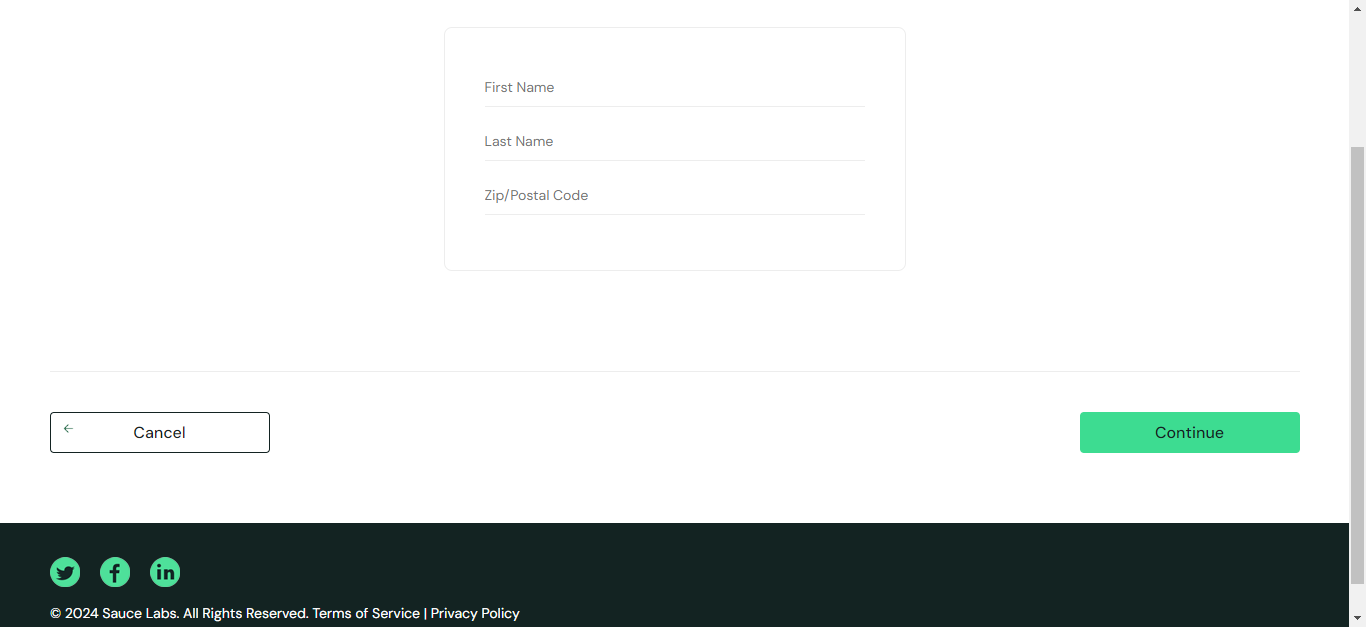 First Name
Last Name
Zip/Postal Code
Cancel
Continue
© 2024 Sauce Labs. All Rights Reserved. Terms of Service | Privacy Policy